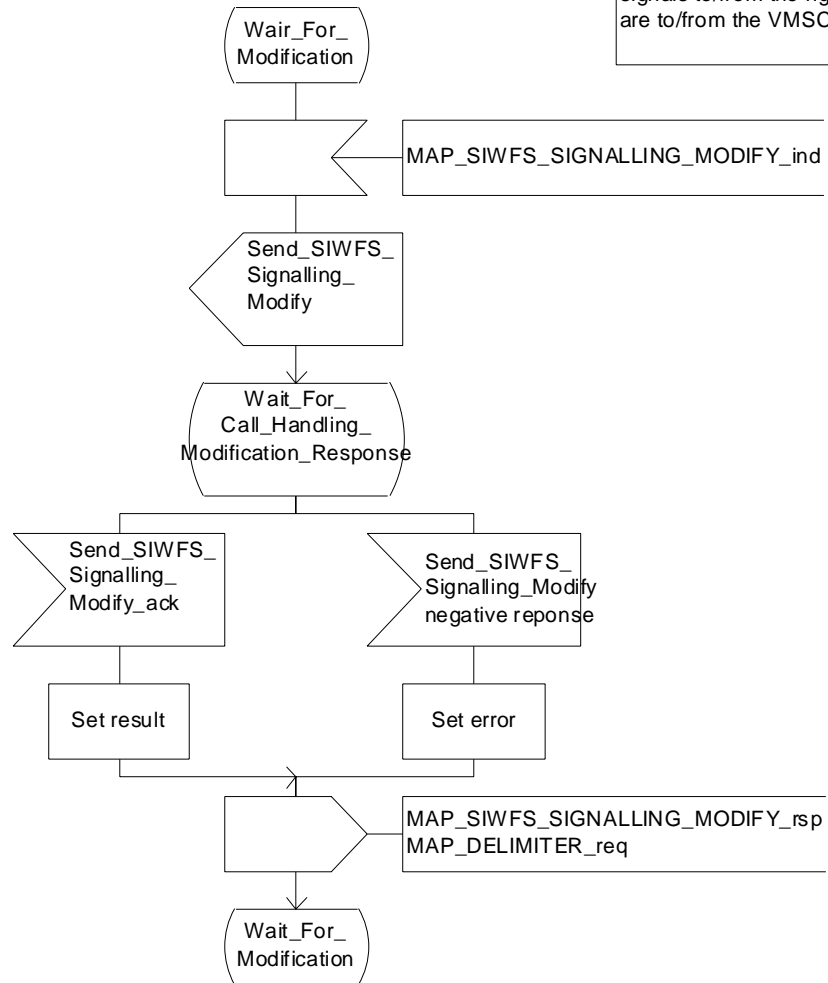 are to/from the VMSC
Wair_For_
Modification
MAP_SIWFS_SIGNALLING_MODIFY_ind
Send_SIWFS_
Signalling_
Modify
Wait_For_
Call_Handling_
Modification_Response
Send_SIWFS_
Signalling_
Modify_ack
Send_SIWFS_
Signalling_Modify
negative reponse
Set result
Set error
MAP_SIWFS_SIGNALLING_MODIFY_rsp
MAP_DELIMITER_req
Wait_For_
Modification